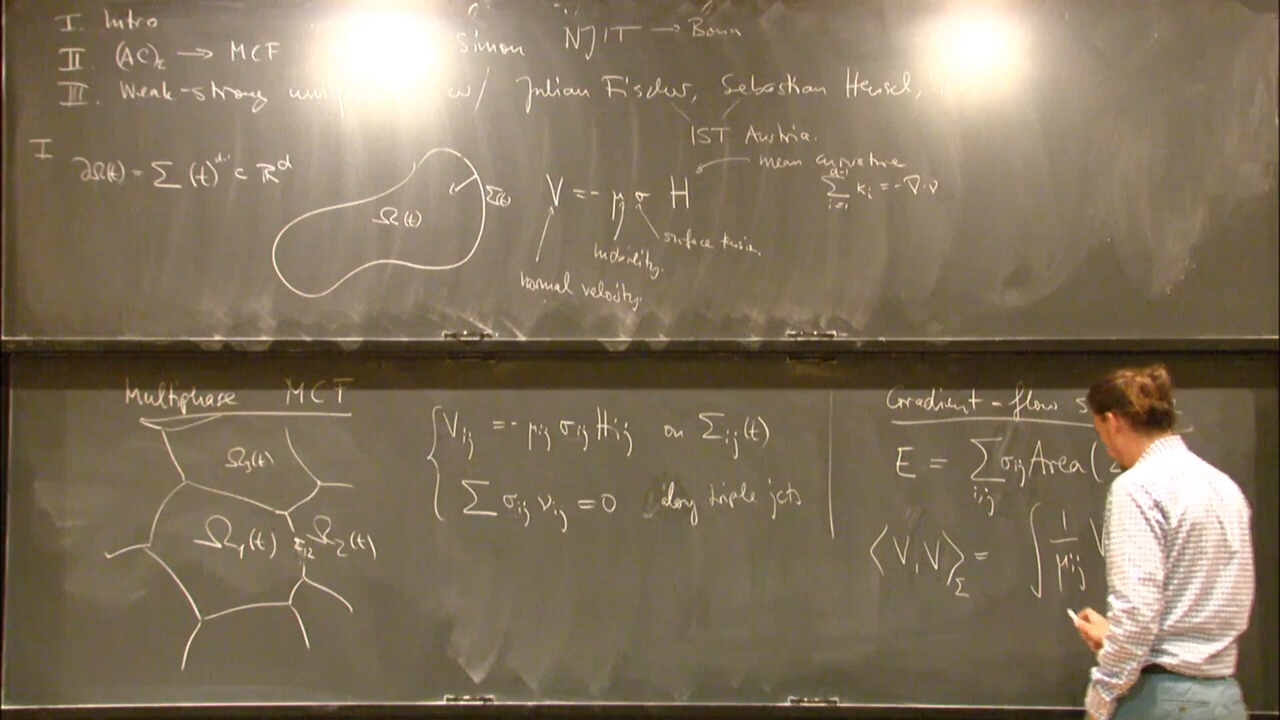 I. Intro
II (AC)ε → MCF
III. Weak-strong w/ Julian Fischer, Sebastian Hensel,
Simon NJIT → Bonn
IST Austria.
I
∂Ω(t) = Σ(t)^{d-1} ⊂ ℝ^d
Ω(t)
Σ(t)
V = - μ σ H
mean curvature
Σ_{i=1}^{d-1} κ_i = -∇·ν
surface tension
mobility.
normal velocity.
Multiphase MCF
Ω_3(t)
Ω_1(t)
Σ_12
Ω_2(t)
V_ij = - μ_ij σ_ij H_ij on Σ_ij(t)
Σ σ_ij ν_ij = 0 along triple jcts
Gradient-flow
E = Σ_{i,j} σ_ij Area(
⟨V,V⟩_Σ = ∫ 1/μ_ij V